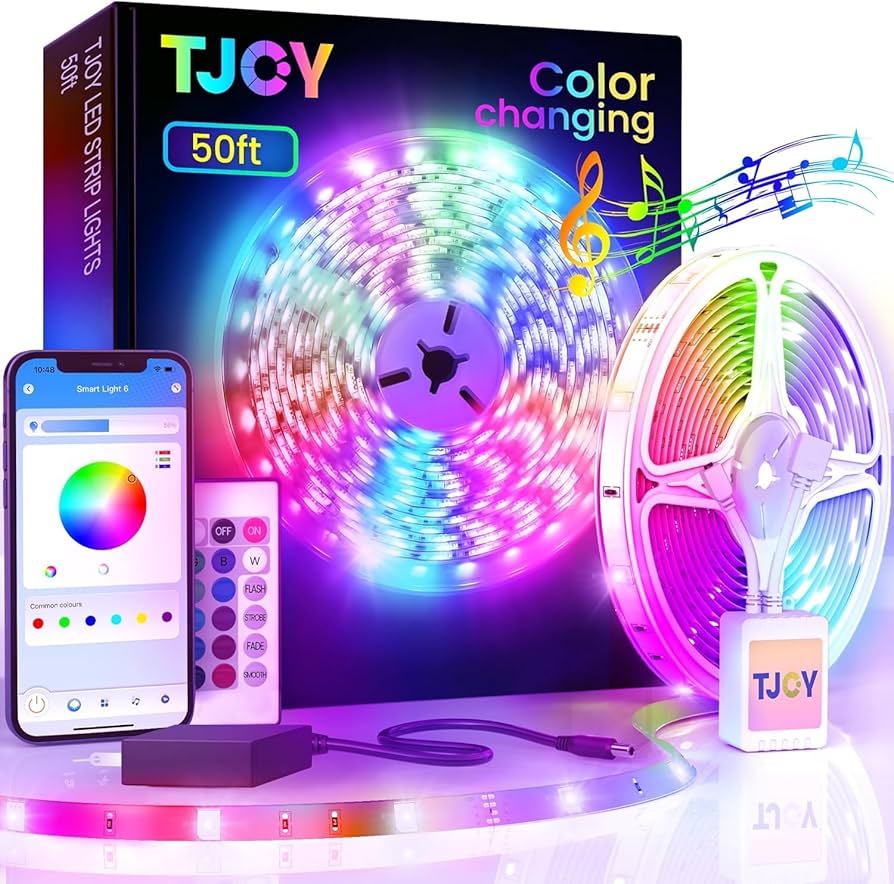 TJOY LED STRIP LIGHTS
50ft
TJOY
50ft
Color
changing
10:48
Smart Light 6
56%
Common colours
OFF
ON
G
B
W
FLASH
STROBE
FADE
SMOOTH
TJOY